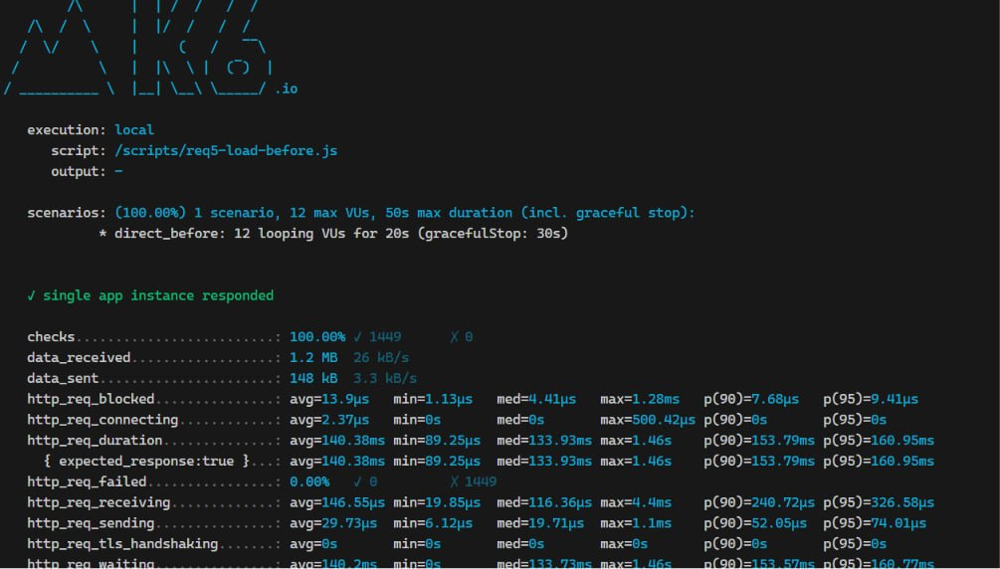 .io
execution: local
script: /scripts/req5-load-before.js
output: -
scenarios: (100.00%) 1 scenario, 12 max VUs, 50s max duration (incl. graceful stop):
* direct_before: 12 looping VUs for 20s (gracefulStop: 30s)
✓ single app instance responded
checks.........................: 100.00% ✓ 1449 ✗ 0
data_received..................: 1.2 MB 26 kB/s
data_sent......................: 148 kB 3.3 kB/s
http_req_blocked...............: avg=13.9µs min=1.13µs med=4.41µs max=1.28ms p(90)=7.68µs p(95)=9.41µs
http_req_connecting............: avg=2.37µs min=0s med=0s max=500.42µs p(90)=0s p(95)=0s
http_req_duration..............: avg=140.38ms min=89.25µs med=133.93ms max=1.46s p(90)=153.79ms p(95)=160.95ms
{ expected_response:true }...: avg=140.38ms min=89.25µs med=133.93ms max=1.46s p(90)=153.79ms p(95)=160.95ms
http_req_failed................: 0.00% ✓ 0 ✗ 1449
http_req_receiving.............: avg=146.55µs min=19.85µs med=116.36µs max=4.4ms p(90)=240.72µs p(95)=326.58µs
http_req_sending...............: avg=29.73µs min=6.12µs med=19.71µs max=1.1ms p(90)=52.05µs p(95)=74.01µs
http_req_tls_handshaking.......: avg=0s min=0s med=0s max=0s p(90)=0s p(95)=0s
http_req_waiting...............: avg=140.2ms min=0s med=133.73ms max=1.46s p(90)=153.57ms p(95)=160.77ms